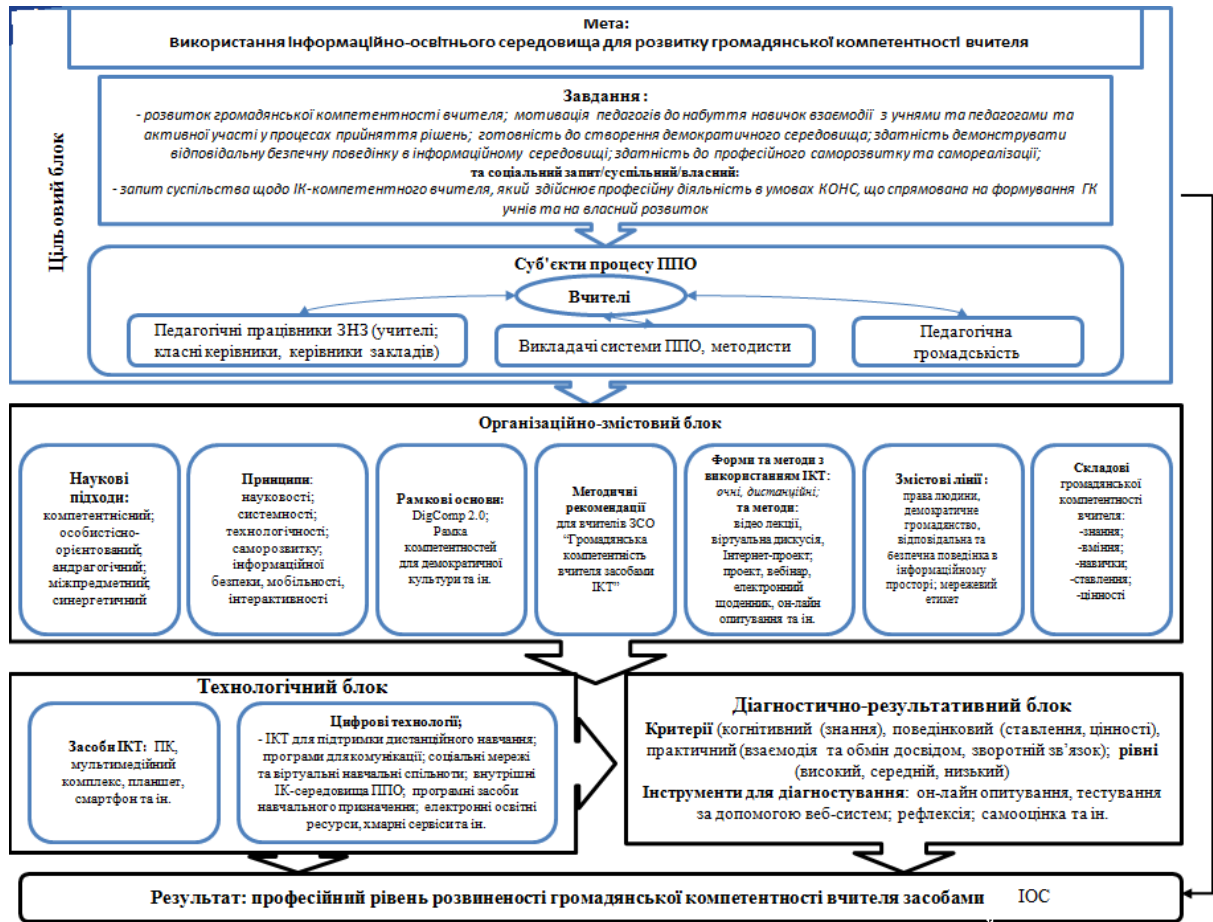 Мета:
Використання інформаційно-освітнього середовища для розвитку громадянської компетентності вчителя
Цільовий блок
Завдання :
- розвиток громадянської компетентності вчителя; мотивація педагогів до набуття навичок взаємодії з учнями та педагогами та
активної участі у процесах прийняття рішень; готовність до створення демократичного середовища; здатність демонструвати
відповідальну безпечну поведінку в інформаційному середовищі; здатність до професійного саморозвитку та самореалізації;
та соціальний запит/суспільний/власний:
- запит суспільства щодо ІК-компетентного вчителя, який здійснює професійну діяльність в умовах КОНС, що спрямована на формування ГК
учнів та на власний розвиток
Суб'єкти процесу ППО
Вчителі
Педагогічні працівники ЗНЗ (учителі;
класні керівники, керівники закладів)
Викладачі системи ППО, методисти
Педагогічна
громадськість
Організаційно-змістовий блок
Наукові
підходи:
компетентнісний;
особистісно-
орієнтований;
андрагогічний;
міжпредметний;
синергетичний
Принципи:
науковості;
системності;
технологічності;
саморозвитку;
інформаційної
безпеки, мобільності,
інтерактивності
Рамкові основи:
DigComp 2.0;
Рамка
компетентностей
для демократичної
культури та ін.
Методичні
рекомендації
для вчителів ЗСО
“Громадянська
компетентність
вчителя засобами
ІКТ”
Форми та методи з
використанням ІКТ:
очні, дистанційні;
та методи:
відео лекції,
віртуальна дискусія,
Інтернет-проект;
проект, вебінар,
електронний
щоденник, он-лайн
опитування та ін.
Змістові лінії :
права людини,
демократичне
громадянство,
відповідальна та
безпечна поведінка в
інформаційному
просторі; мережевий
етикет
Складові
громадянської
компетентності
вчителя:
-знання;
-вміння;
-навички;
-ставлення;
-цінності
Технологічний блок
Засоби ІКТ: ПК,
мультимедійний
комплекс, планшет,
смартфон та ін.
Цифрові технології;
- ІКТ для підтримки дистанційного навчання;
програми для комунікації; соціальні мережі
та віртуальні навчальні спільноти; внутрішні
ІК-середовища ППО; програмні засоби
навчального призначення; електронні освітні
ресурси, хмарні сервіси та ін.
Діагностично-результативний блок
Критерії (когнітивний (знання), поведінковий (ставлення, цінності),
практичний (взаємодія та обмін досвідом, зворотній зв’язок); рівні
(високий, середній, низький)
Інструменти для діагностування: он-лайн опитування, тестування
за допомогою веб-систем; рефлексія; самооцінка та ін.
Результат: професійний рівень розвиненості громадянської компетентності вчителя засобами ІОС